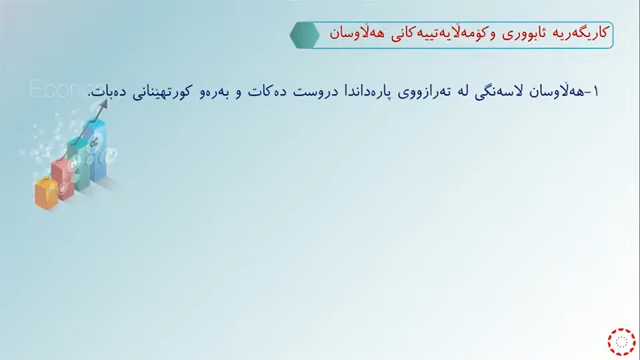 کاریگەریە ئابووری وکۆمەڵایەتییەکانی هەڵاوسان
١-هەڵاوسان لاسەنگی لە تەرازووی پارەداندا دروست دەکات و بەرەو کورتهێنانی دەبات.